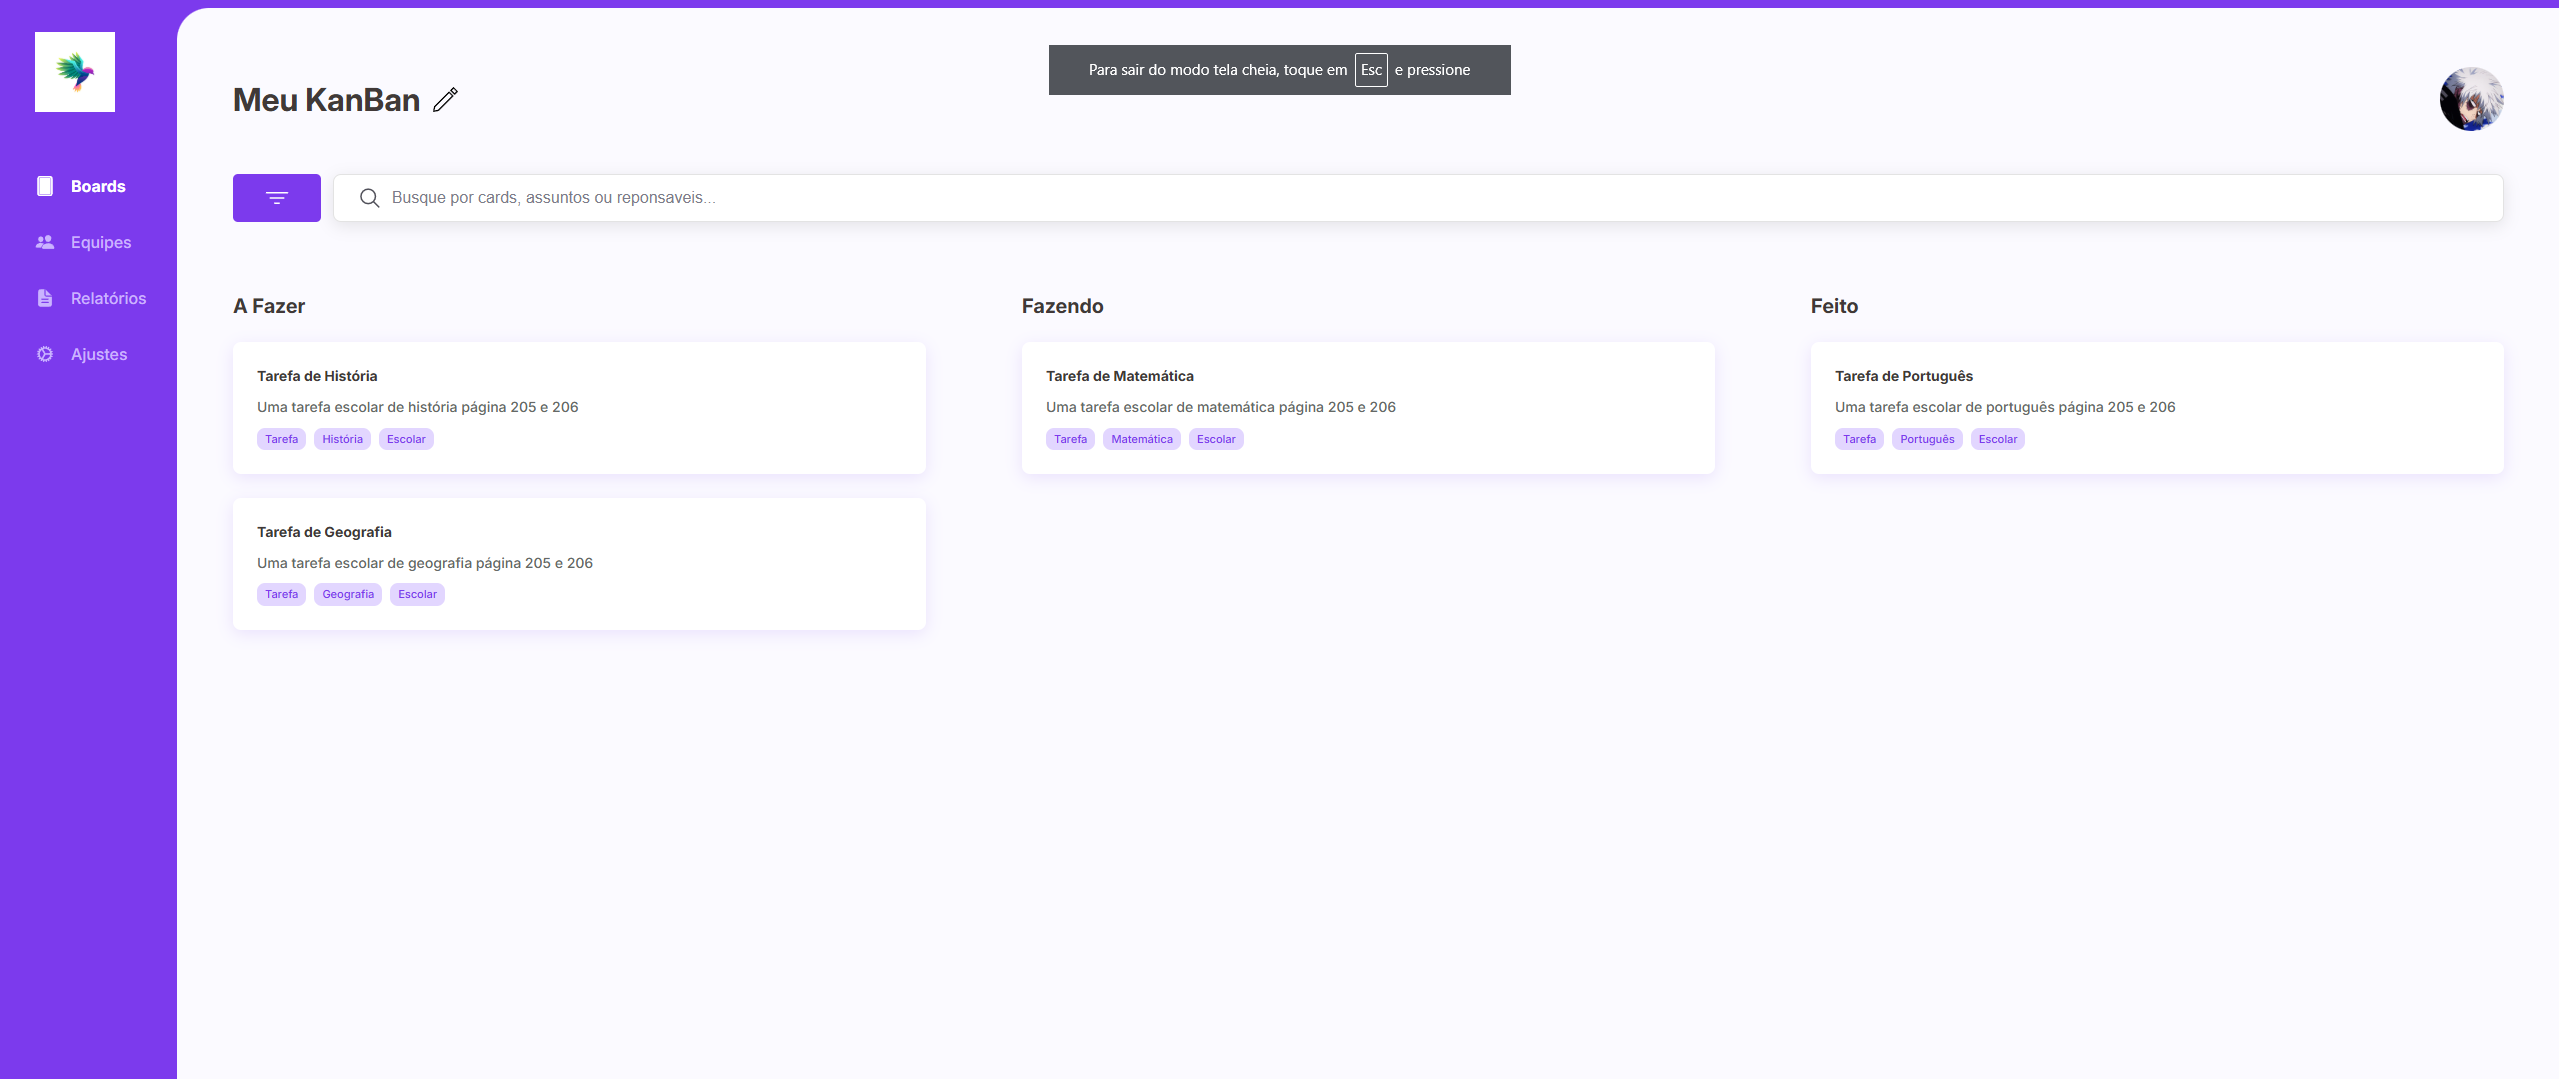 Para sair do modo tela cheia, toque em Esc e pressione
Meu KanBan
Boards
Equipes
Relatórios
Ajustes
Busque por cards, assuntos ou reponsaveis...
A Fazer
Tarefa de História
Uma tarefa escolar de história página 205 e 206
Tarefa História Escolar
Tarefa de Geografia
Uma tarefa escolar de geografia página 205 e 206
Tarefa Geografia Escolar
Fazendo
Tarefa de Matemática
Uma tarefa escolar de matemática página 205 e 206
Tarefa Matemática Escolar
Feito
Tarefa de Português
Uma tarefa escolar de português página 205 e 206
Tarefa Português Escolar